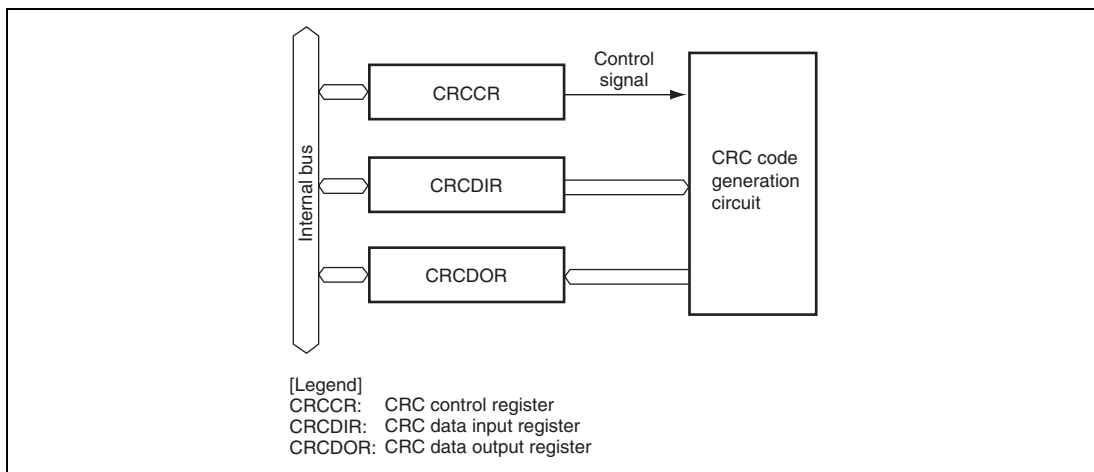 Control
signal
CRCCR
Internal bus
CRCDIR
CRC code
generation
circuit
CRCDOR
[Legend]
CRCCR: CRC control register
CRCDIR: CRC data input register
CRCDOR: CRC data output register